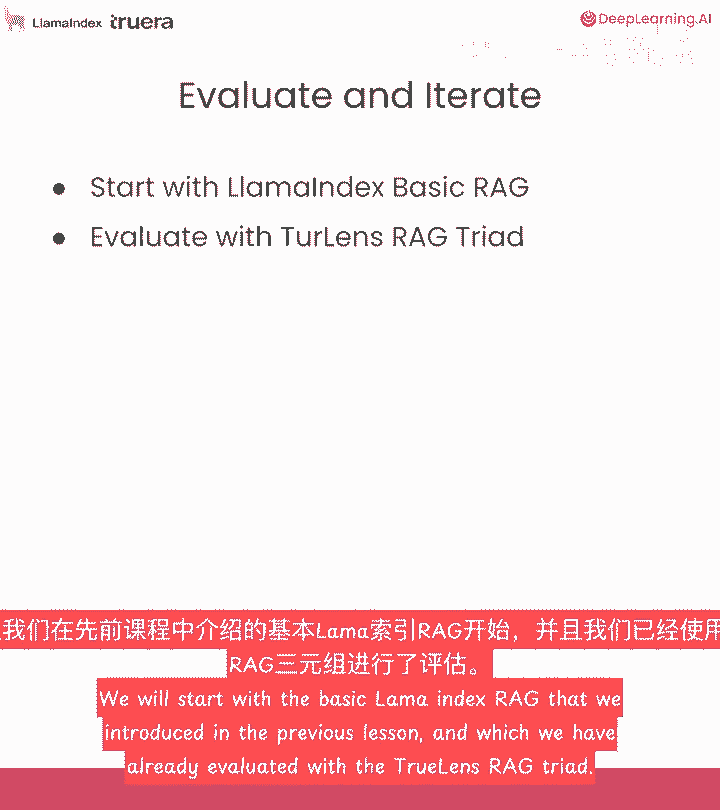 LlamaIndex truera DeepLearning.AI
Evaluate and Iterate
● Start with LlamaIndex Basic RAG
● Evaluate with TurLens RAG Triad
我们在先前课程中介绍的基本Lama索引RAG开始，并且我们已经使用
RAG三元组进行了评估。
We will start with the basic Lama index RAG that we
introduced in the previous lesson, and which we have
already evaluated with the TrueLens RAG triad.